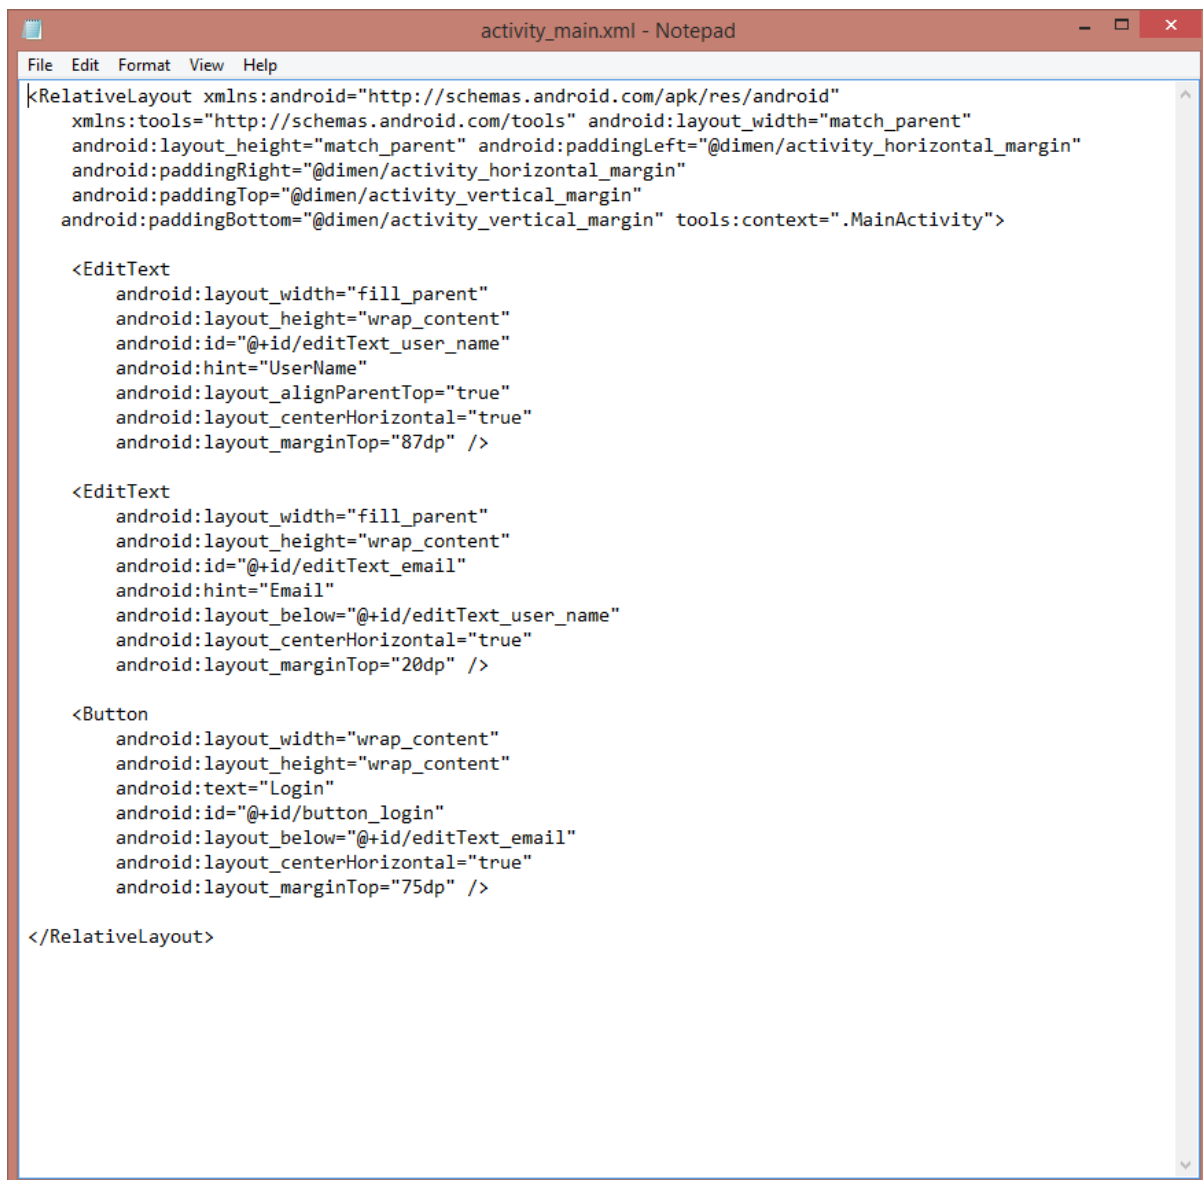 activity_main.xml - Notepad
File Edit Format View Help
<RelativeLayout xmlns:android="http://schemas.android.com/apk/res/android"
    xmlns:tools="http://schemas.android.com/tools" android:layout_width="match_parent"
    android:layout_height="match_parent" android:paddingLeft="@dimen/activity_horizontal_margin"
    android:paddingRight="@dimen/activity_horizontal_margin"
    android:paddingTop="@dimen/activity_vertical_margin"
   android:paddingBottom="@dimen/activity_vertical_margin" tools:context=".MainActivity">

    <EditText
        android:layout_width="fill_parent"
        android:layout_height="wrap_content"
        android:id="@+id/editText_user_name"
        android:hint="UserName"
        android:layout_alignParentTop="true"
        android:layout_centerHorizontal="true"
        android:layout_marginTop="87dp" />

    <EditText
        android:layout_width="fill_parent"
        android:layout_height="wrap_content"
        android:id="@+id/editText_email"
        android:hint="Email"
        android:layout_below="@+id/editText_user_name"
        android:layout_centerHorizontal="true"
        android:layout_marginTop="20dp" />

    <Button
        android:layout_width="wrap_content"
        android:layout_height="wrap_content"
        android:text="Login"
        android:id="@+id/button_login"
        android:layout_below="@+id/editText_email"
        android:layout_centerHorizontal="true"
        android:layout_marginTop="75dp" />

</RelativeLayout>